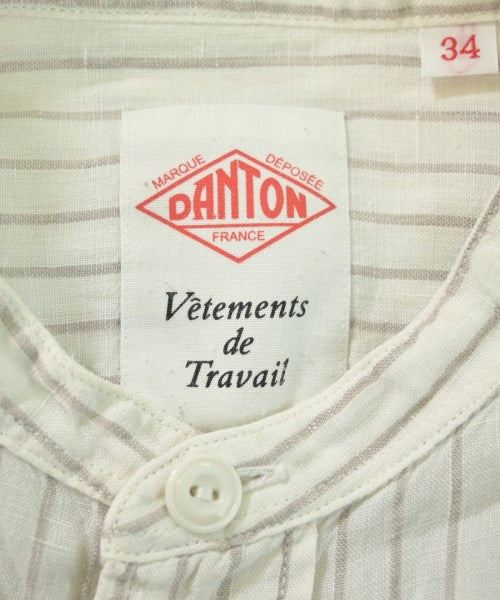 34
MARQUE DÉPOSÉE
DANTON
FRANCE
Vêtements
de
Travail